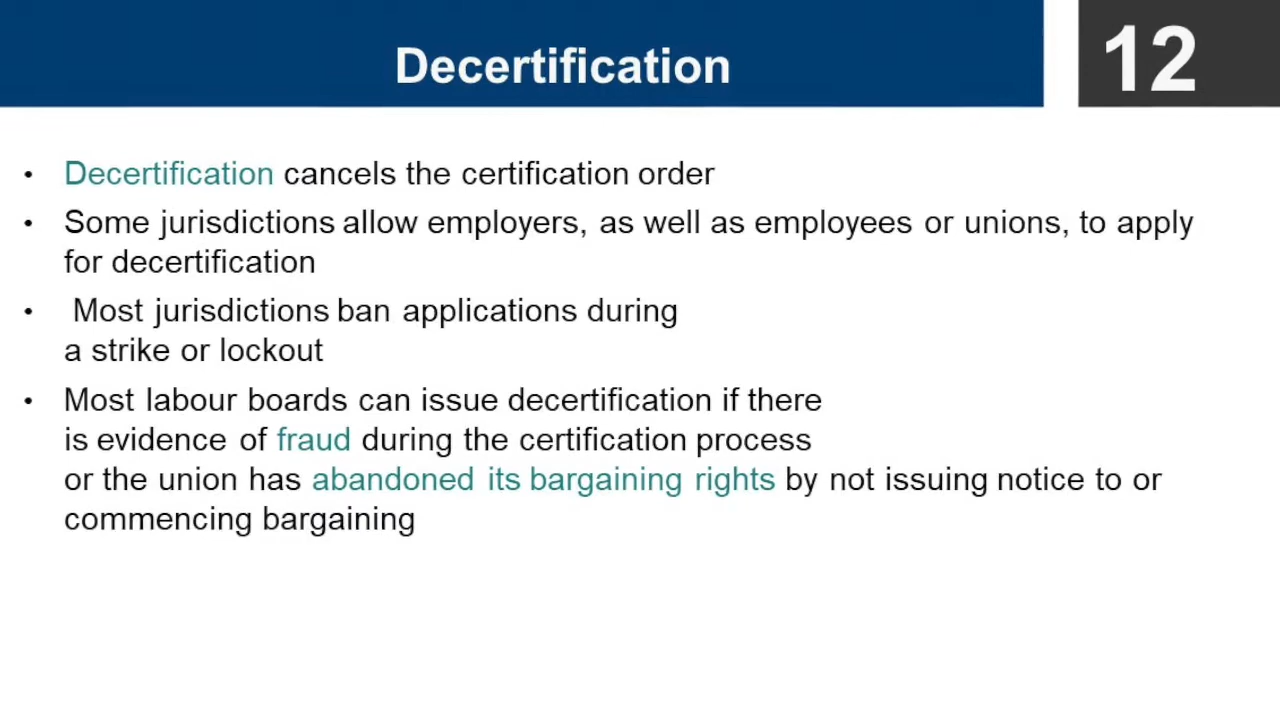 Decertification
12
• Decertification cancels the certification order
• Some jurisdictions allow employers, as well as employees or unions, to apply
for decertification
• Most jurisdictions ban applications during
a strike or lockout
• Most labour boards can issue decertification if there
is evidence of fraud during the certification process
or the union has abandoned its bargaining rights by not issuing notice to or
commencing bargaining